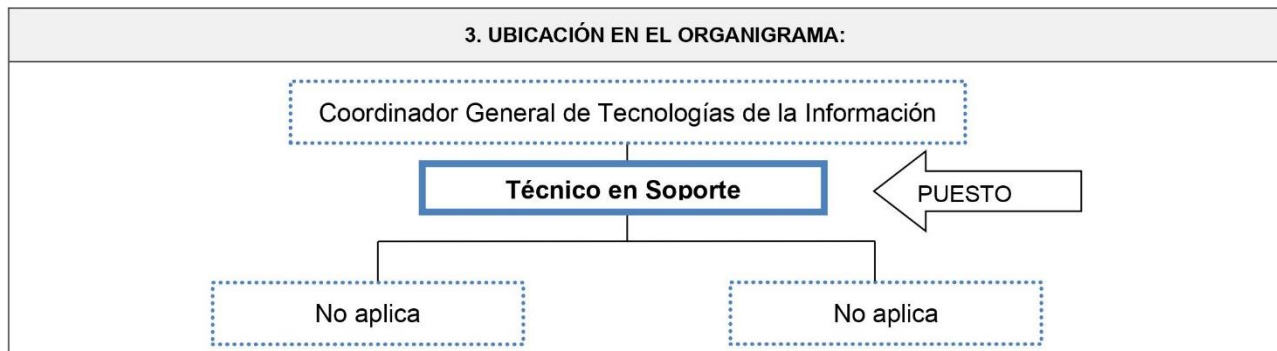 3. UBICACIÓN EN EL ORGANIGRAMA:
Coordinador General de Tecnologías de la Información
Técnico en Soporte
PUESTO
No aplica
No aplica